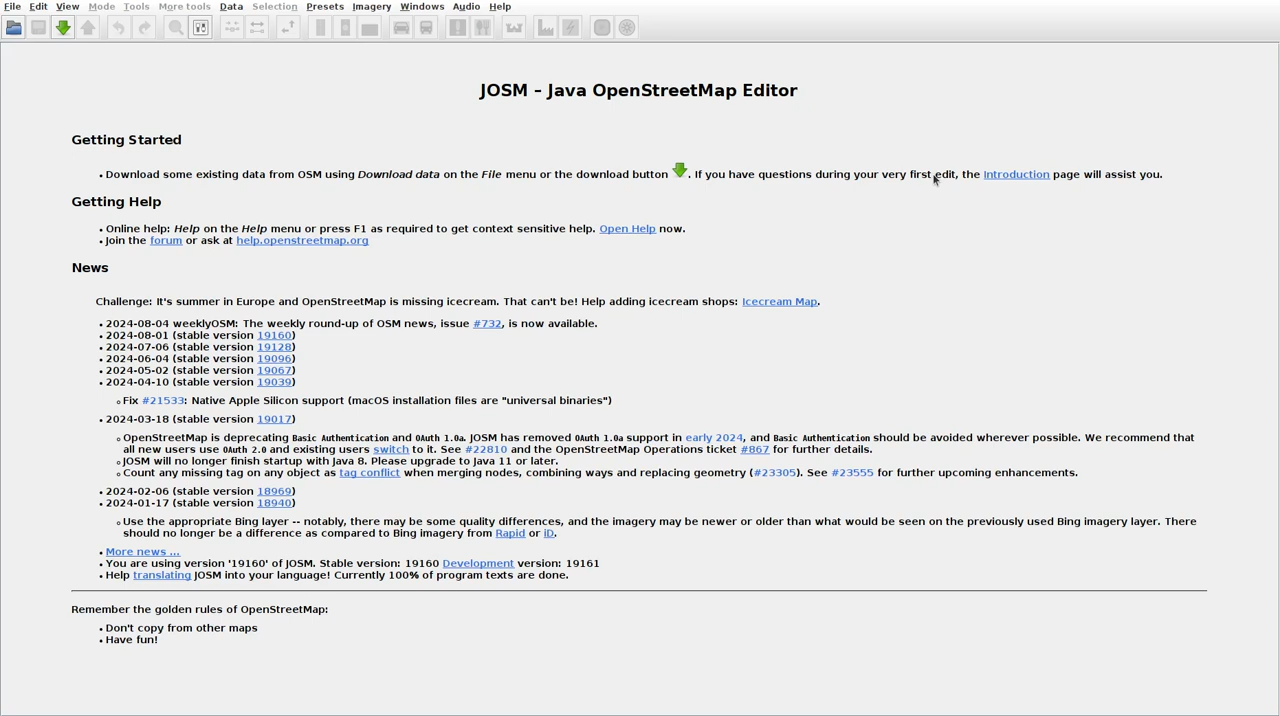 File Edit View Mode Tools More tools Data Selection Presets Imagery Windows Audio Help
JOSM – Java OpenStreetMap Editor
Getting Started
• Download some existing data from OSM using Download data on the File menu or the download button . If you have questions during your very first edit, the Introduction page will assist you.
Getting Help
• Online help: Help on the Help menu or press F1 as required to get context sensitive help. Open Help now.
• Join the forum or ask at help.openstreetmap.org
News
Challenge: It's summer in Europe and OpenStreetMap is missing icecream. That can't be! Help adding icecream shops: Icecream Map.
• 2024-08-04 weeklyOSM: The weekly round-up of OSM news, issue #732, is now available.
• 2024-08-01 (stable version 19160)
• 2024-07-06 (stable version 19128)
• 2024-06-04 (stable version 19096)
• 2024-05-02 (stable version 19067)
• 2024-04-10 (stable version 19039)
◦ Fix #21533: Native Apple Silicon support (macOS installation files are "universal binaries")
• 2024-03-18 (stable version 19017)
◦ OpenStreetMap is deprecating Basic Authentication and OAuth 1.0a. JOSM has removed OAuth 1.0a support in early 2024, and Basic Authentication should be avoided wherever possible. We recommend that
all new users use OAuth 2.0 and existing users switch to it. See #22810 and the OpenStreetMap Operations ticket #867 for further details.
◦ JOSM will no longer finish startup with Java 8. Please upgrade to Java 11 or later.
◦ Count any missing tag on any object as tag conflict when merging nodes, combining ways and replacing geometry (#23305). See #23555 for further upcoming enhancements.
• 2024-02-06 (stable version 18969)
• 2024-01-17 (stable version 18940)
◦ Use the appropriate Bing layer -- notably, there may be some quality differences, and the imagery may be newer or older than what would be seen on the previously used Bing imagery layer. There
should no longer be a difference as compared to Bing imagery from Rapid or iD.
• More news ...
• You are using version '19160' of JOSM. Stable version: 19160 Development version: 19161
• Help translating JOSM into your language! Currently 100% of program texts are done.
Remember the golden rules of OpenStreetMap:
• Don't copy from other maps
• Have fun!